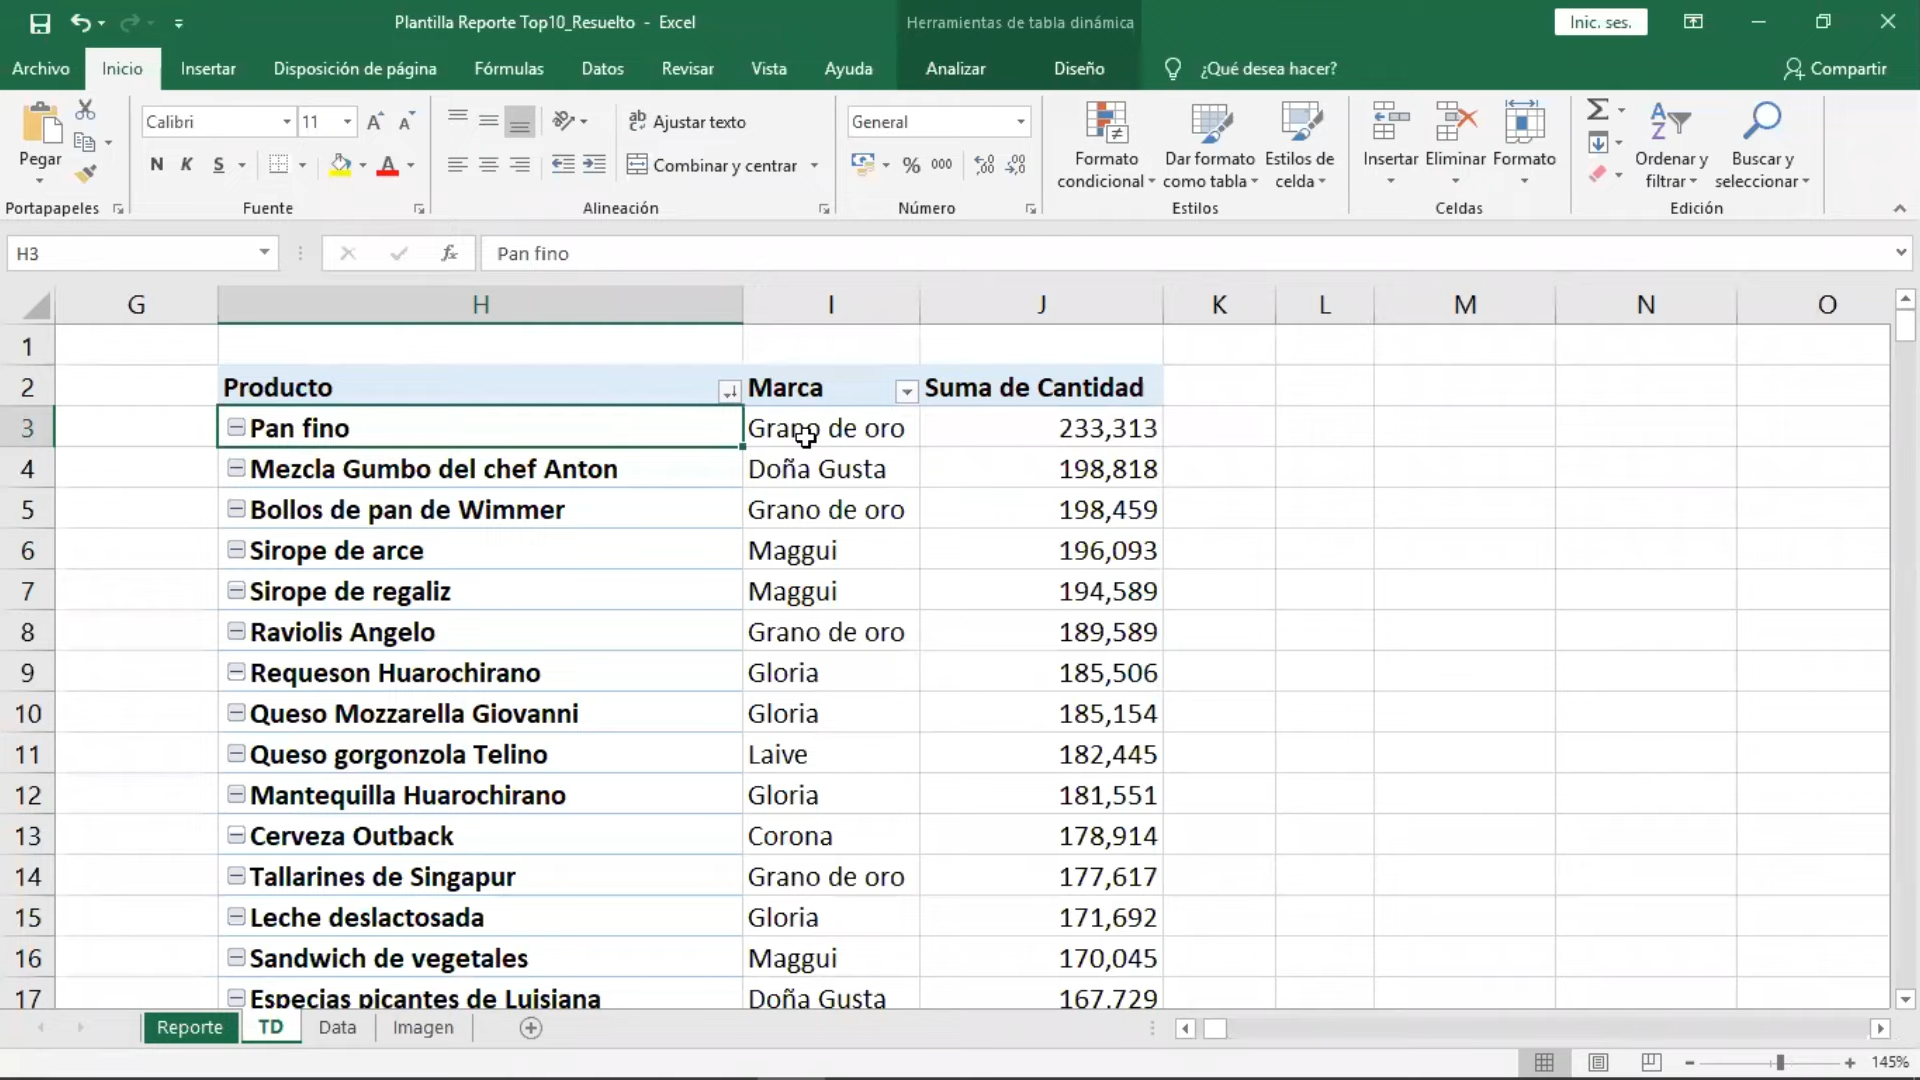 Plantilla Reporte Top10_Resuelto - Excel
Herramientas de tabla dinámica
Inic. ses.
Archivo Inicio Insertar Disposición de página Fórmulas Datos Revisar Vista Ayuda Analizar Diseño ¿Qué desea hacer? Compartir
Calibri 11 Ajustar texto General
Pegar N K S A Combinar y centrar % 000
Formato condicional
Dar formato como tabla
Estilos de celda
Insertar Eliminar Formato
Ordenar y filtrar
Buscar y seleccionar
Portapapeles Fuente Alineación Número Estilos Celdas Edición
H3 fx Pan fino
G H I J K L M N O
1
2 Producto Marca Suma de Cantidad
3 Pan fino Grano de oro 233,313
4 Mezcla Gumbo del chef Anton Doña Gusta 198,818
5 Bollos de pan de Wimmer Grano de oro 198,459
6 Sirope de arce Maggui 196,093
7 Sirope de regaliz Maggui 194,589
8 Raviolis Angelo Grano de oro 189,589
9 Requeson Huarochirano Gloria 185,506
10 Queso Mozzarella Giovanni Gloria 185,154
11 Queso gorgonzola Telino Laive 182,445
12 Mantequilla Huarochirano Gloria 181,551
13 Cerveza Outback Corona 178,914
14 Tallarines de Singapur Grano de oro 177,617
15 Leche deslactosada Gloria 171,692
16 Sandwich de vegetales Maggui 170,045
17 Especias picantes de Luisiana Doña Gusta 167,729
Reporte TD Data Imagen
145%